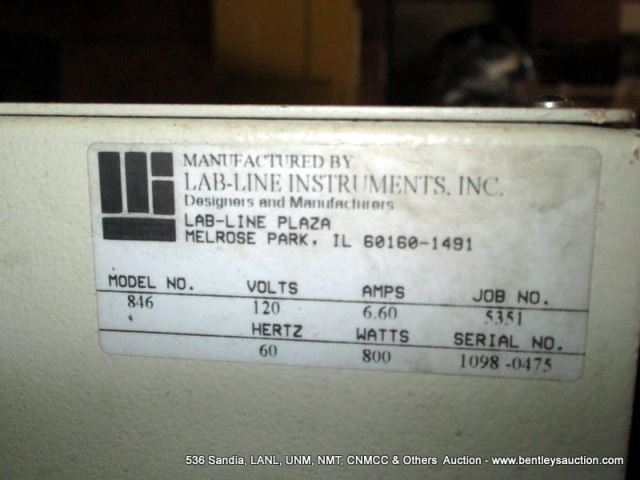 MANUFACTURED BY
LAB-LINE INSTRUMENTS, INC.
Designers and Manufacturers
LAB-LINE PLAZA
MELROSE PARK, IL 60160-1491
MODEL NO. VOLTS AMPS JOB NO.
846 120 6.60 5351
HERTZ WATTS SERIAL NO.
60 800 1098 -0475
536 Sandia, LANL, UNM, NMT, CNMCC & Others Auction - www.bentleysauction.com